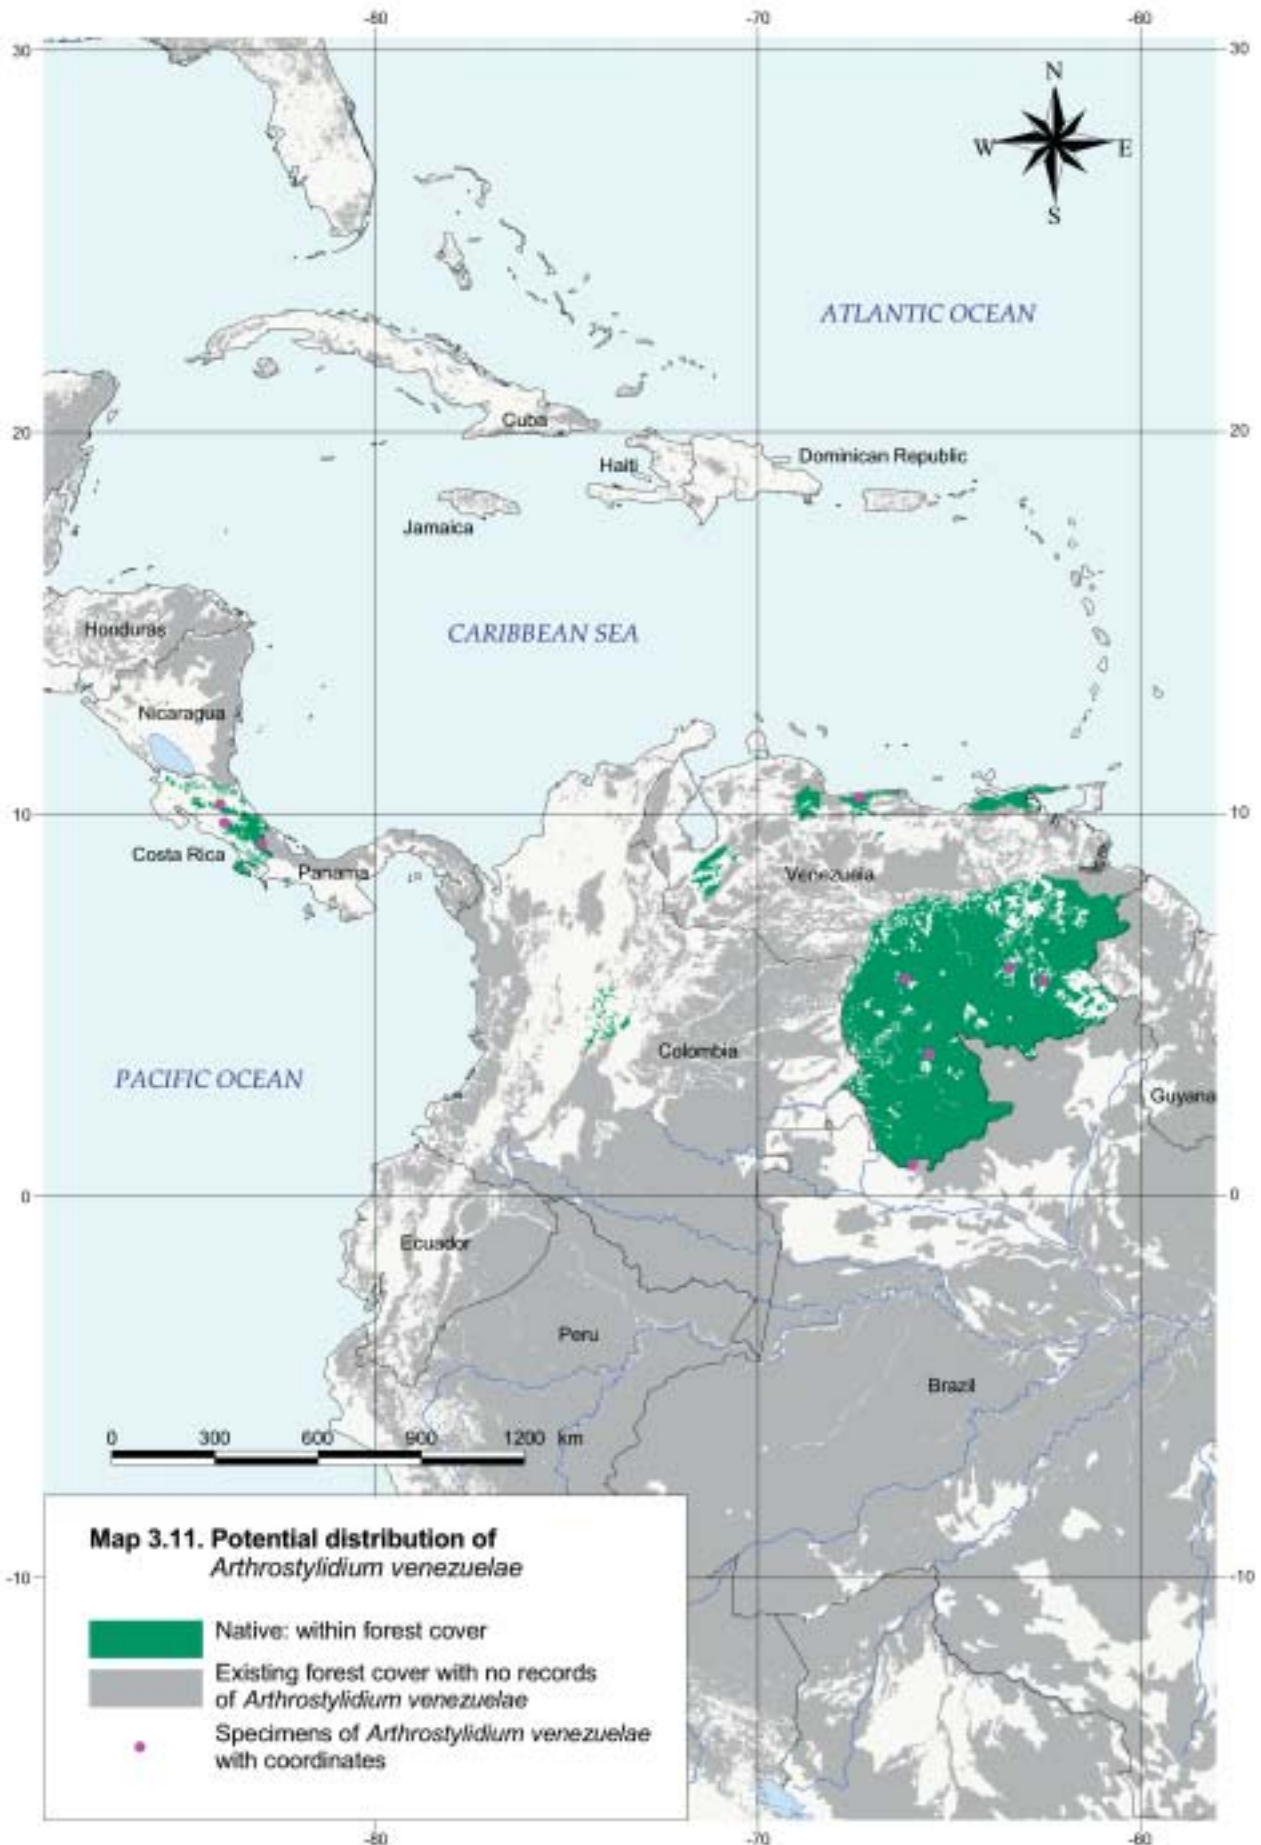 -80 -70 -60
30 30
N
W E
S
ATLANTIC OCEAN
Cuba
20 20
Haiti Dominican Republic
Jamaica
Honduras
CARIBBEAN SEA
Nicaragua
10 10
Costa Rica
Panama
Venezuela
Colombia
PACIFIC OCEAN
Guyana
0 0
Ecuador
Peru
Brazil
0 300 600 900 1200 km
Map 3.11. Potential distribution of
Arthrostylidium venezuelae
-10 -10
Native: within forest cover
Existing forest cover with no records
of Arthrostylidium venezuelae
Specimens of Arthrostylidium venezuelae
with coordinates
-80 -70 -60